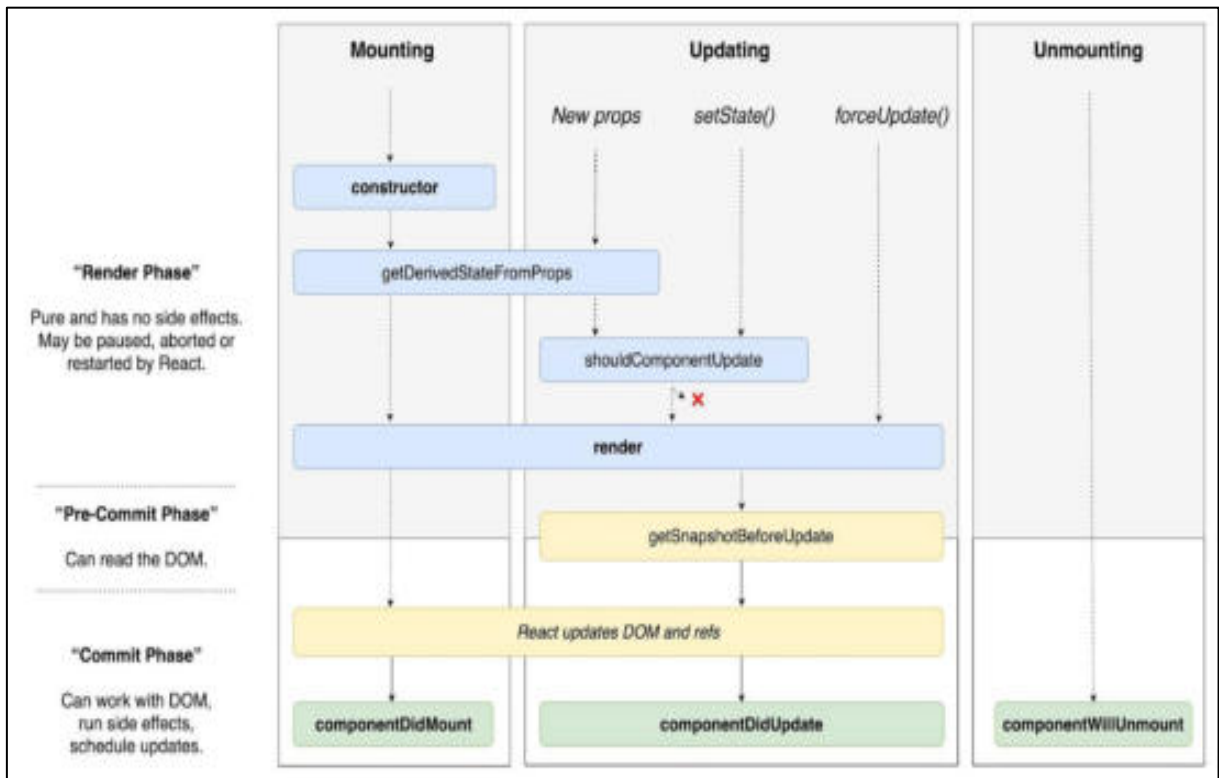 Mounting
Updating
Unmounting
New props
setState()
forceUpdate()
constructor
getDerivedStateFromProps
shouldComponentUpdate
render
getSnapshotBeforeUpdate
React updates DOM and refs
componentDidMount
componentDidUpdate
componentWillUnmount
“Render Phase”
Pure and has no side effects.
May be paused, aborted or
restarted by React.
“Pre-Commit Phase”
Can read the DOM.
“Commit Phase”
Can work with DOM,
run side effects,
schedule updates.